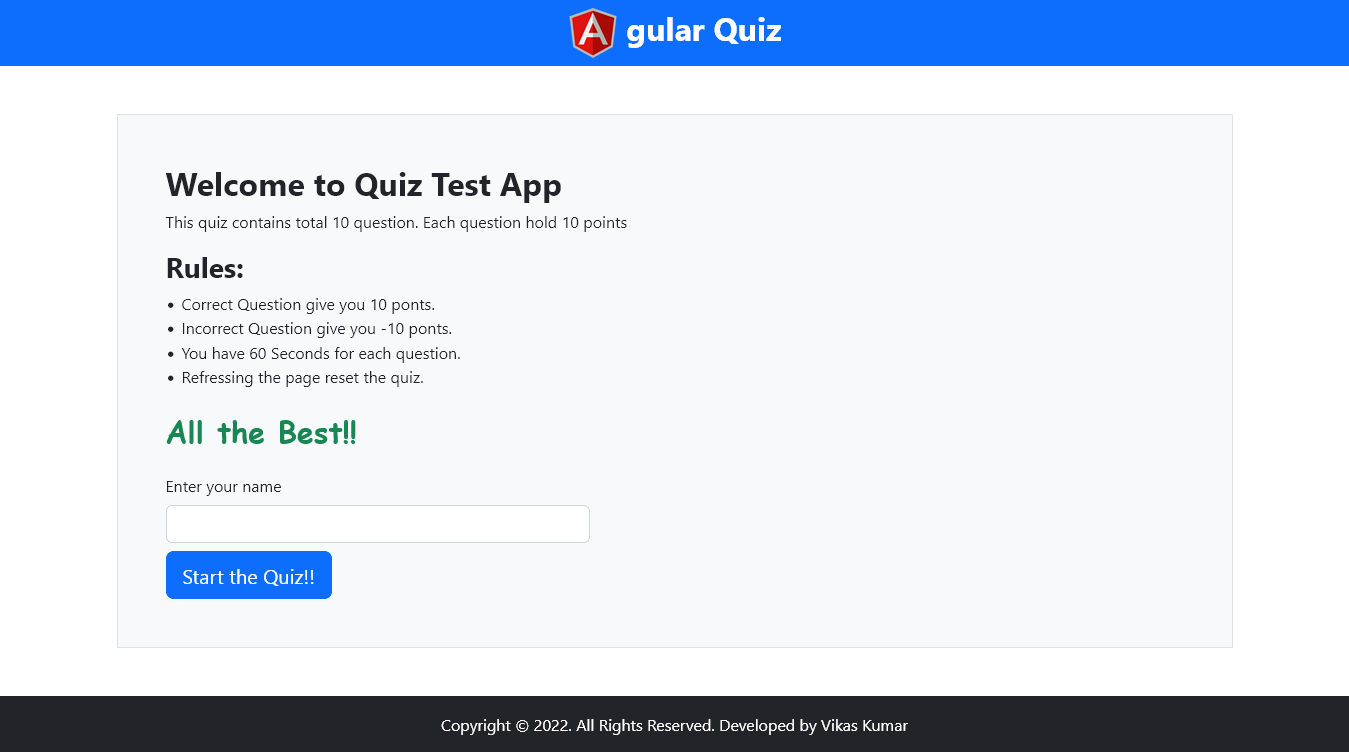 A gular Quiz
Welcome to Quiz Test App
This quiz contains total 10 question. Each question hold 10 points
Rules:
• Correct Question give you 10 ponts.
• Incorrect Question give you -10 ponts.
• You have 60 Seconds for each question.
• Refressing the page reset the quiz.
All the Best!!
Enter your name
Start the Quiz!!
Copyright © 2022. All Rights Reserved. Developed by Vikas Kumar